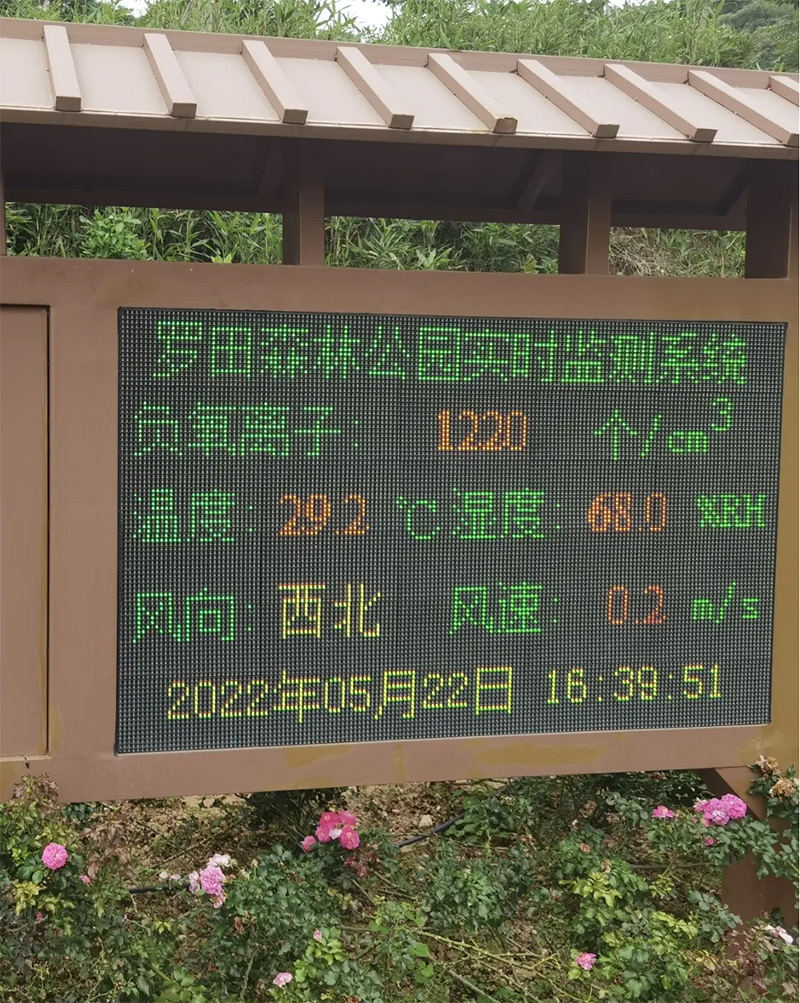 罗田森林公园实时监测系统
负氧离子: 1220 个/cm³
温度: 29.2 ℃ 湿度: 68.0 %RH
风向: 西北 风速: 0.2 m/s
2022年05月22日 16:39:51